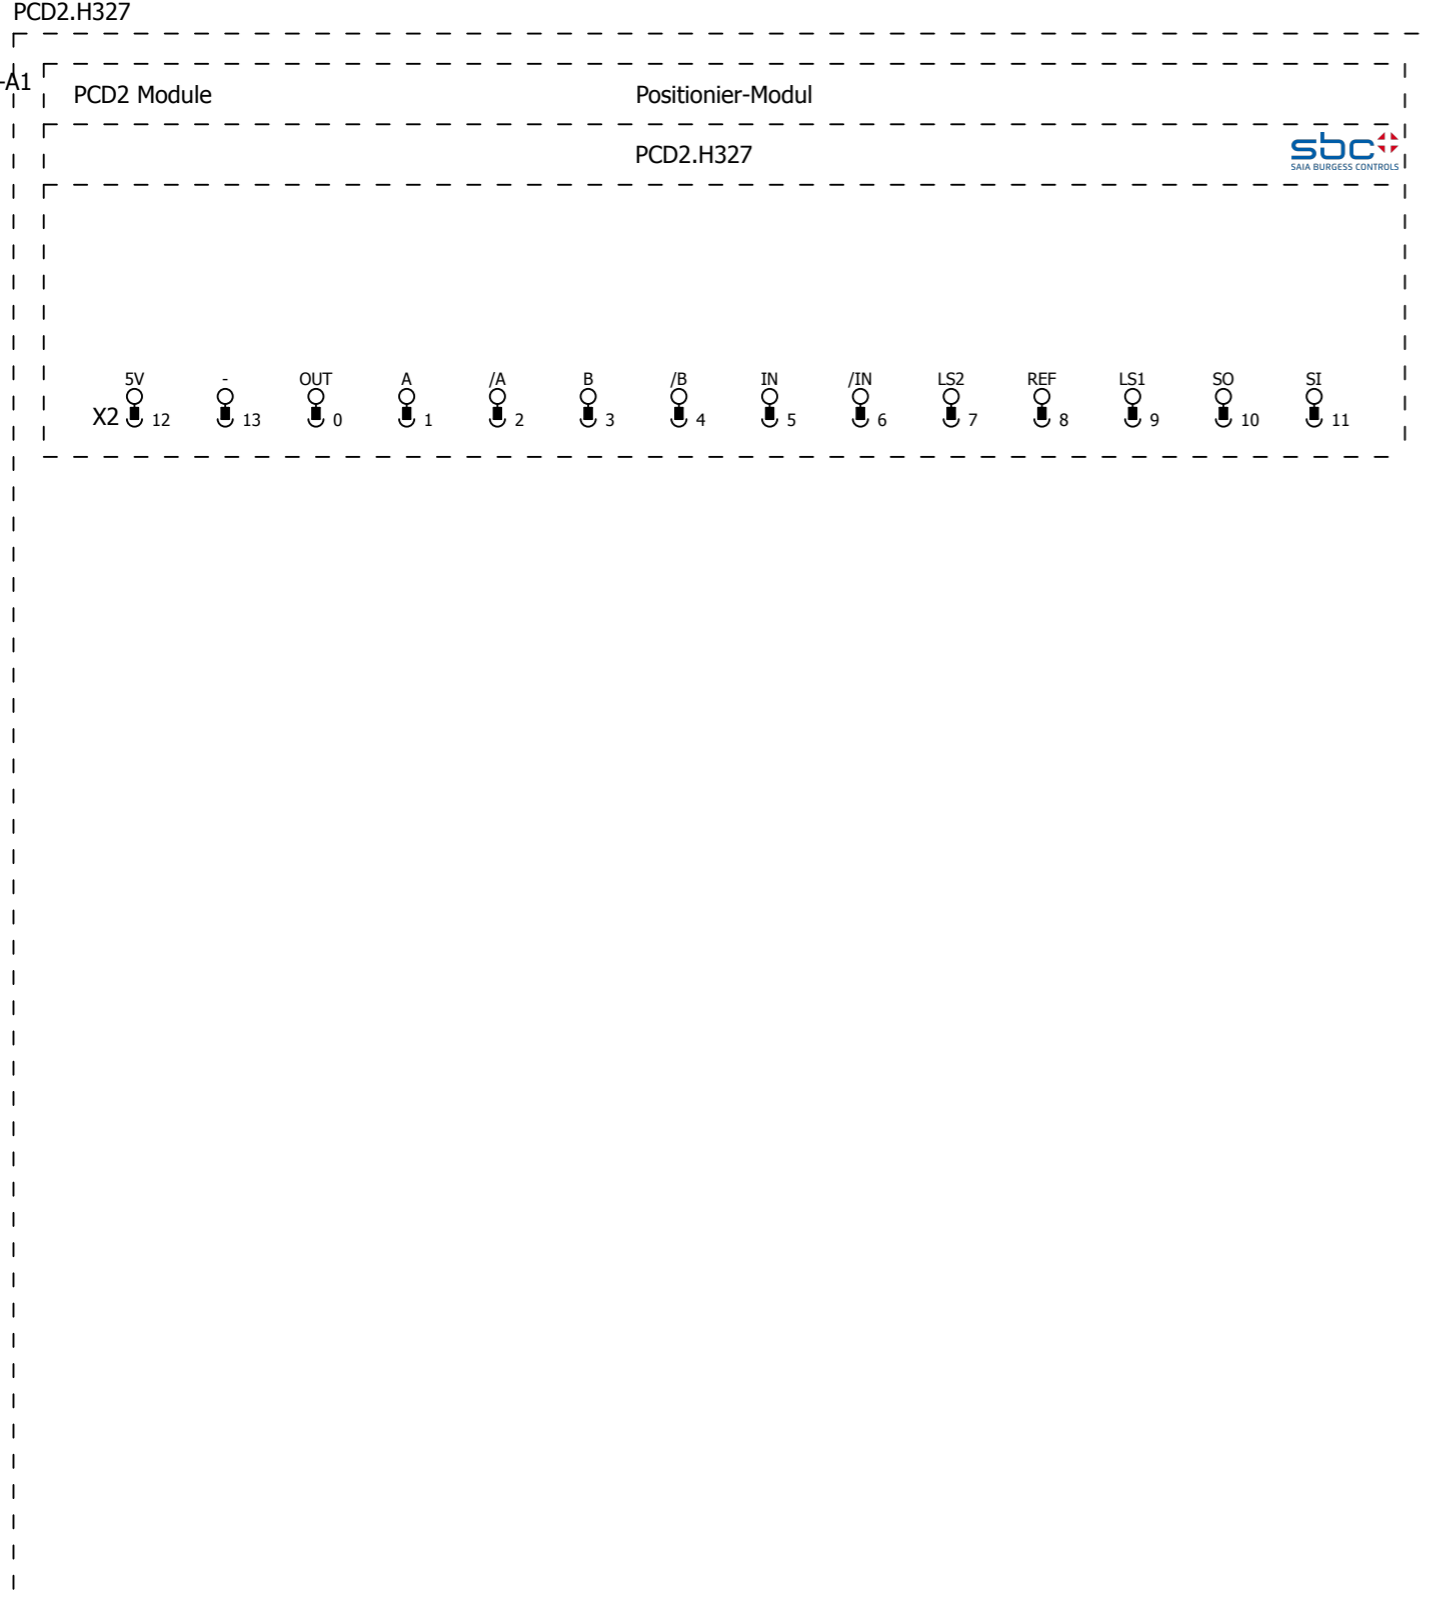 PCD2.H327
-A1
PCD2 Module Positionier-Modul
PCD2.H327
sbc
SAIA BURGESS CONTROLS
5V - OUT A /A B /B IN /IN LS2 REF LS1 SO SI
X2 12 13 0 1 2 3 4 5 6 7 8 9 10 11